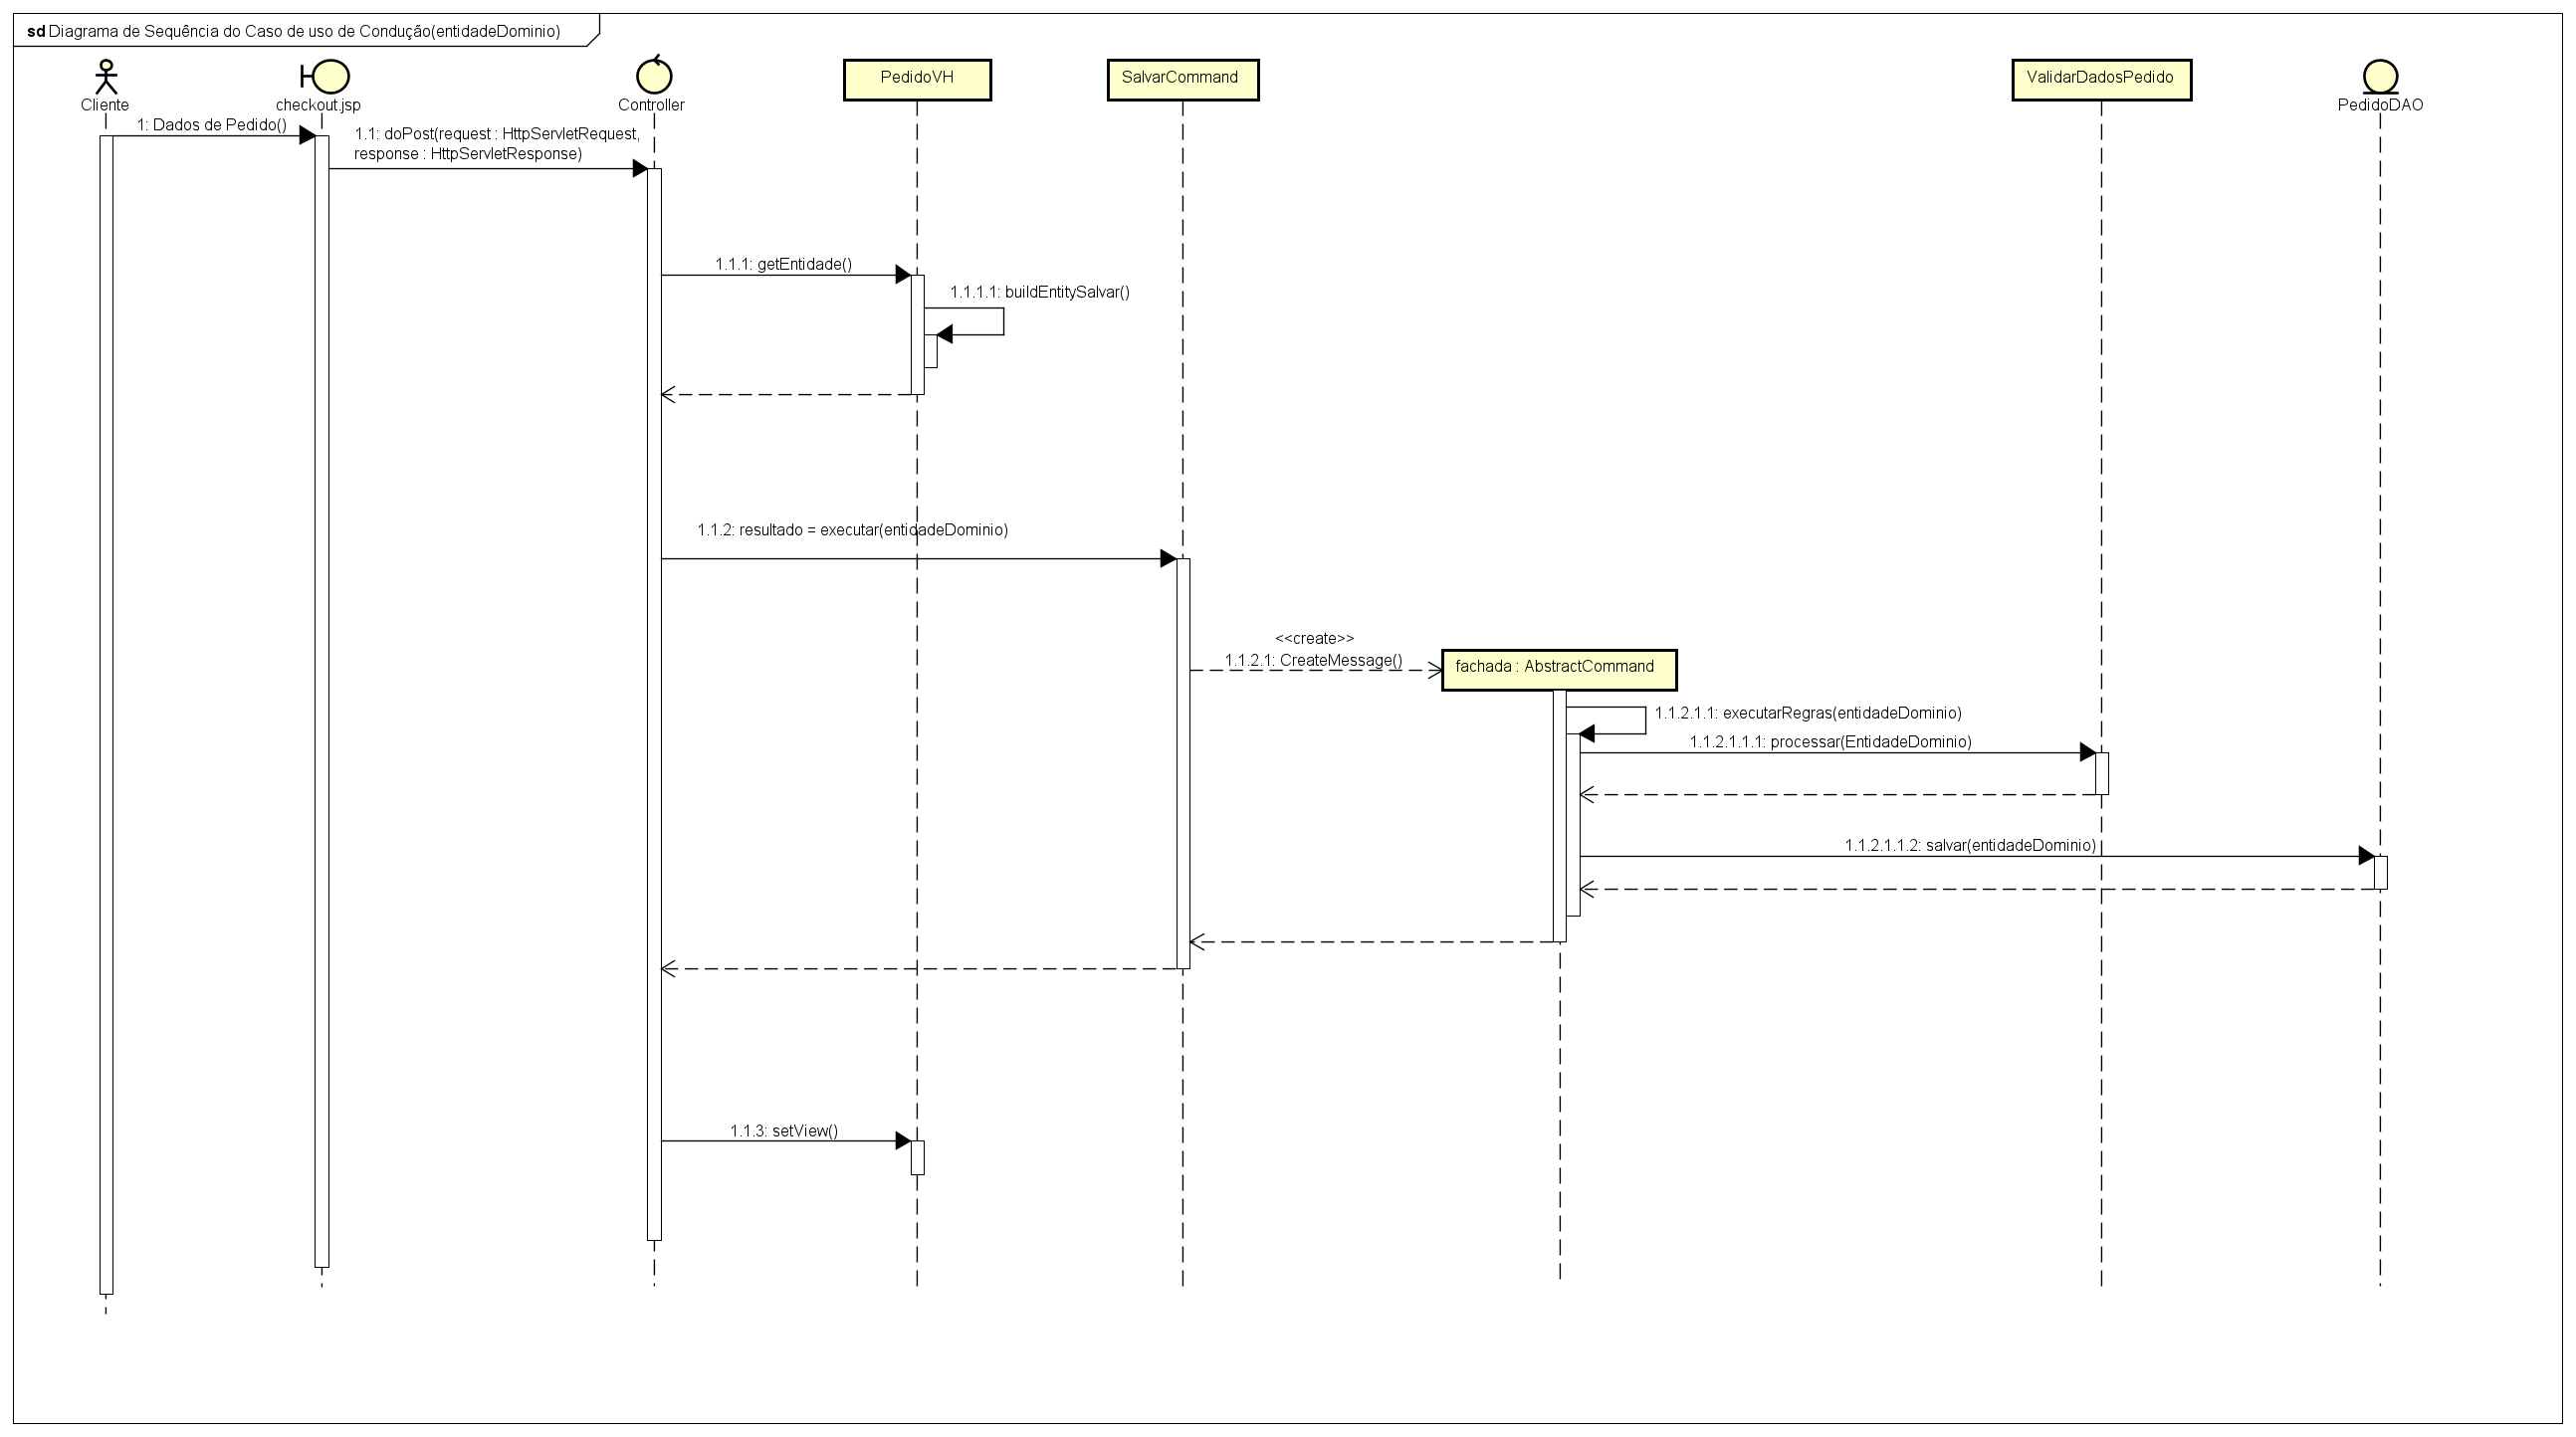 sd Diagrama de Sequência do Caso de uso de Condução(entidadeDominio)
Cliente
checkout.jsp
Controller
PedidoVH
SalvarCommand
ValidarDadosPedido
PedidoDAO
1: Dados de Pedido()
1.1: doPost(request : HttpServletRequest,
response : HttpServletResponse)
1.1.1: getEntidade()
1.1.1.1: buildEntitySalvar()
1.1.2: resultado = executar(entidadeDominio)
<<create>>
1.1.2.1: CreateMessage()
fachada : AbstractCommand
1.1.2.1.1: executarRegras(entidadeDominio)
1.1.2.1.1.1: processar(EntidadeDominio)
1.1.2.1.1.2: salvar(entidadeDominio)
1.1.3: setView()